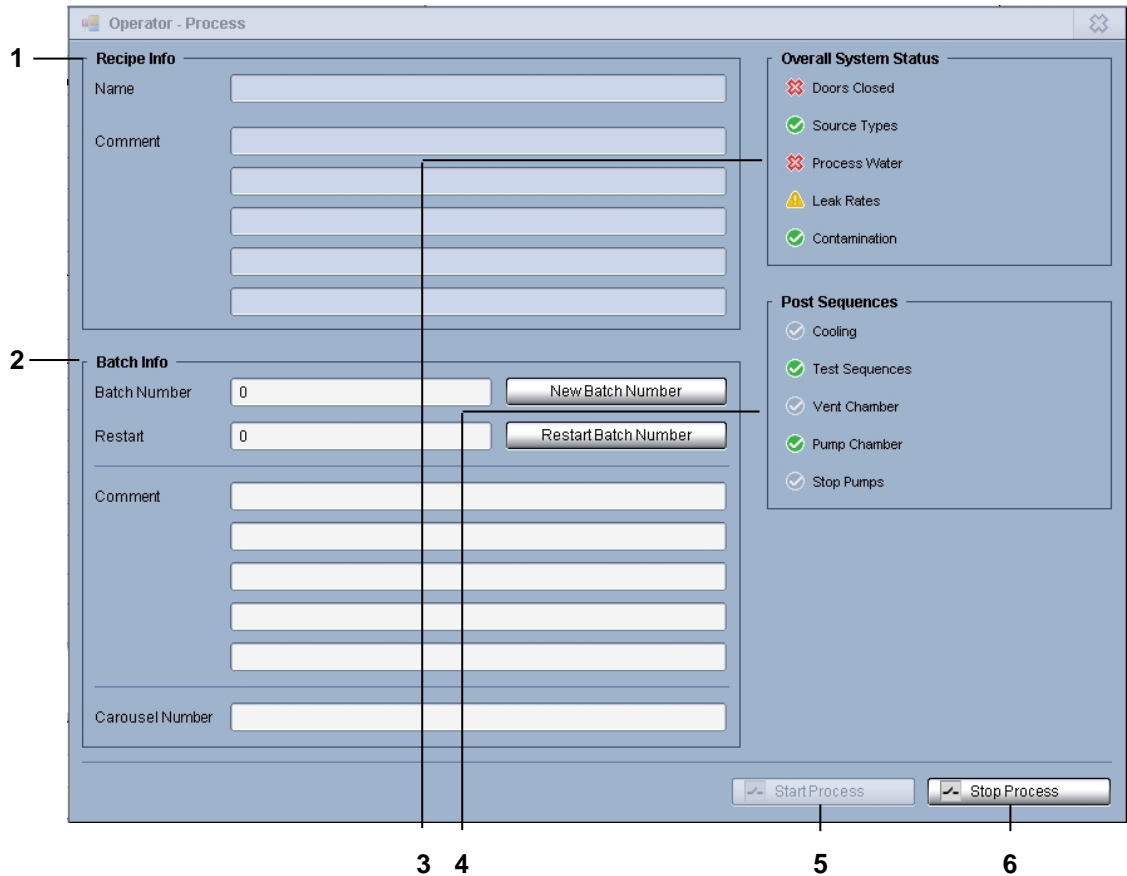 Operator - Process
1
Recipe Info
Name
Comment
2
Batch Info
Batch Number
0
New Batch Number
Restart
0
Restart Batch Number
Comment
Carousel Number
Overall System Status
Doors Closed
Source Types
Process Water
Leak Rates
Contamination
Post Sequences
Cooling
Test Sequences
Vent Chamber
Pump Chamber
Stop Pumps
Start Process
Stop Process
3 4 5 6